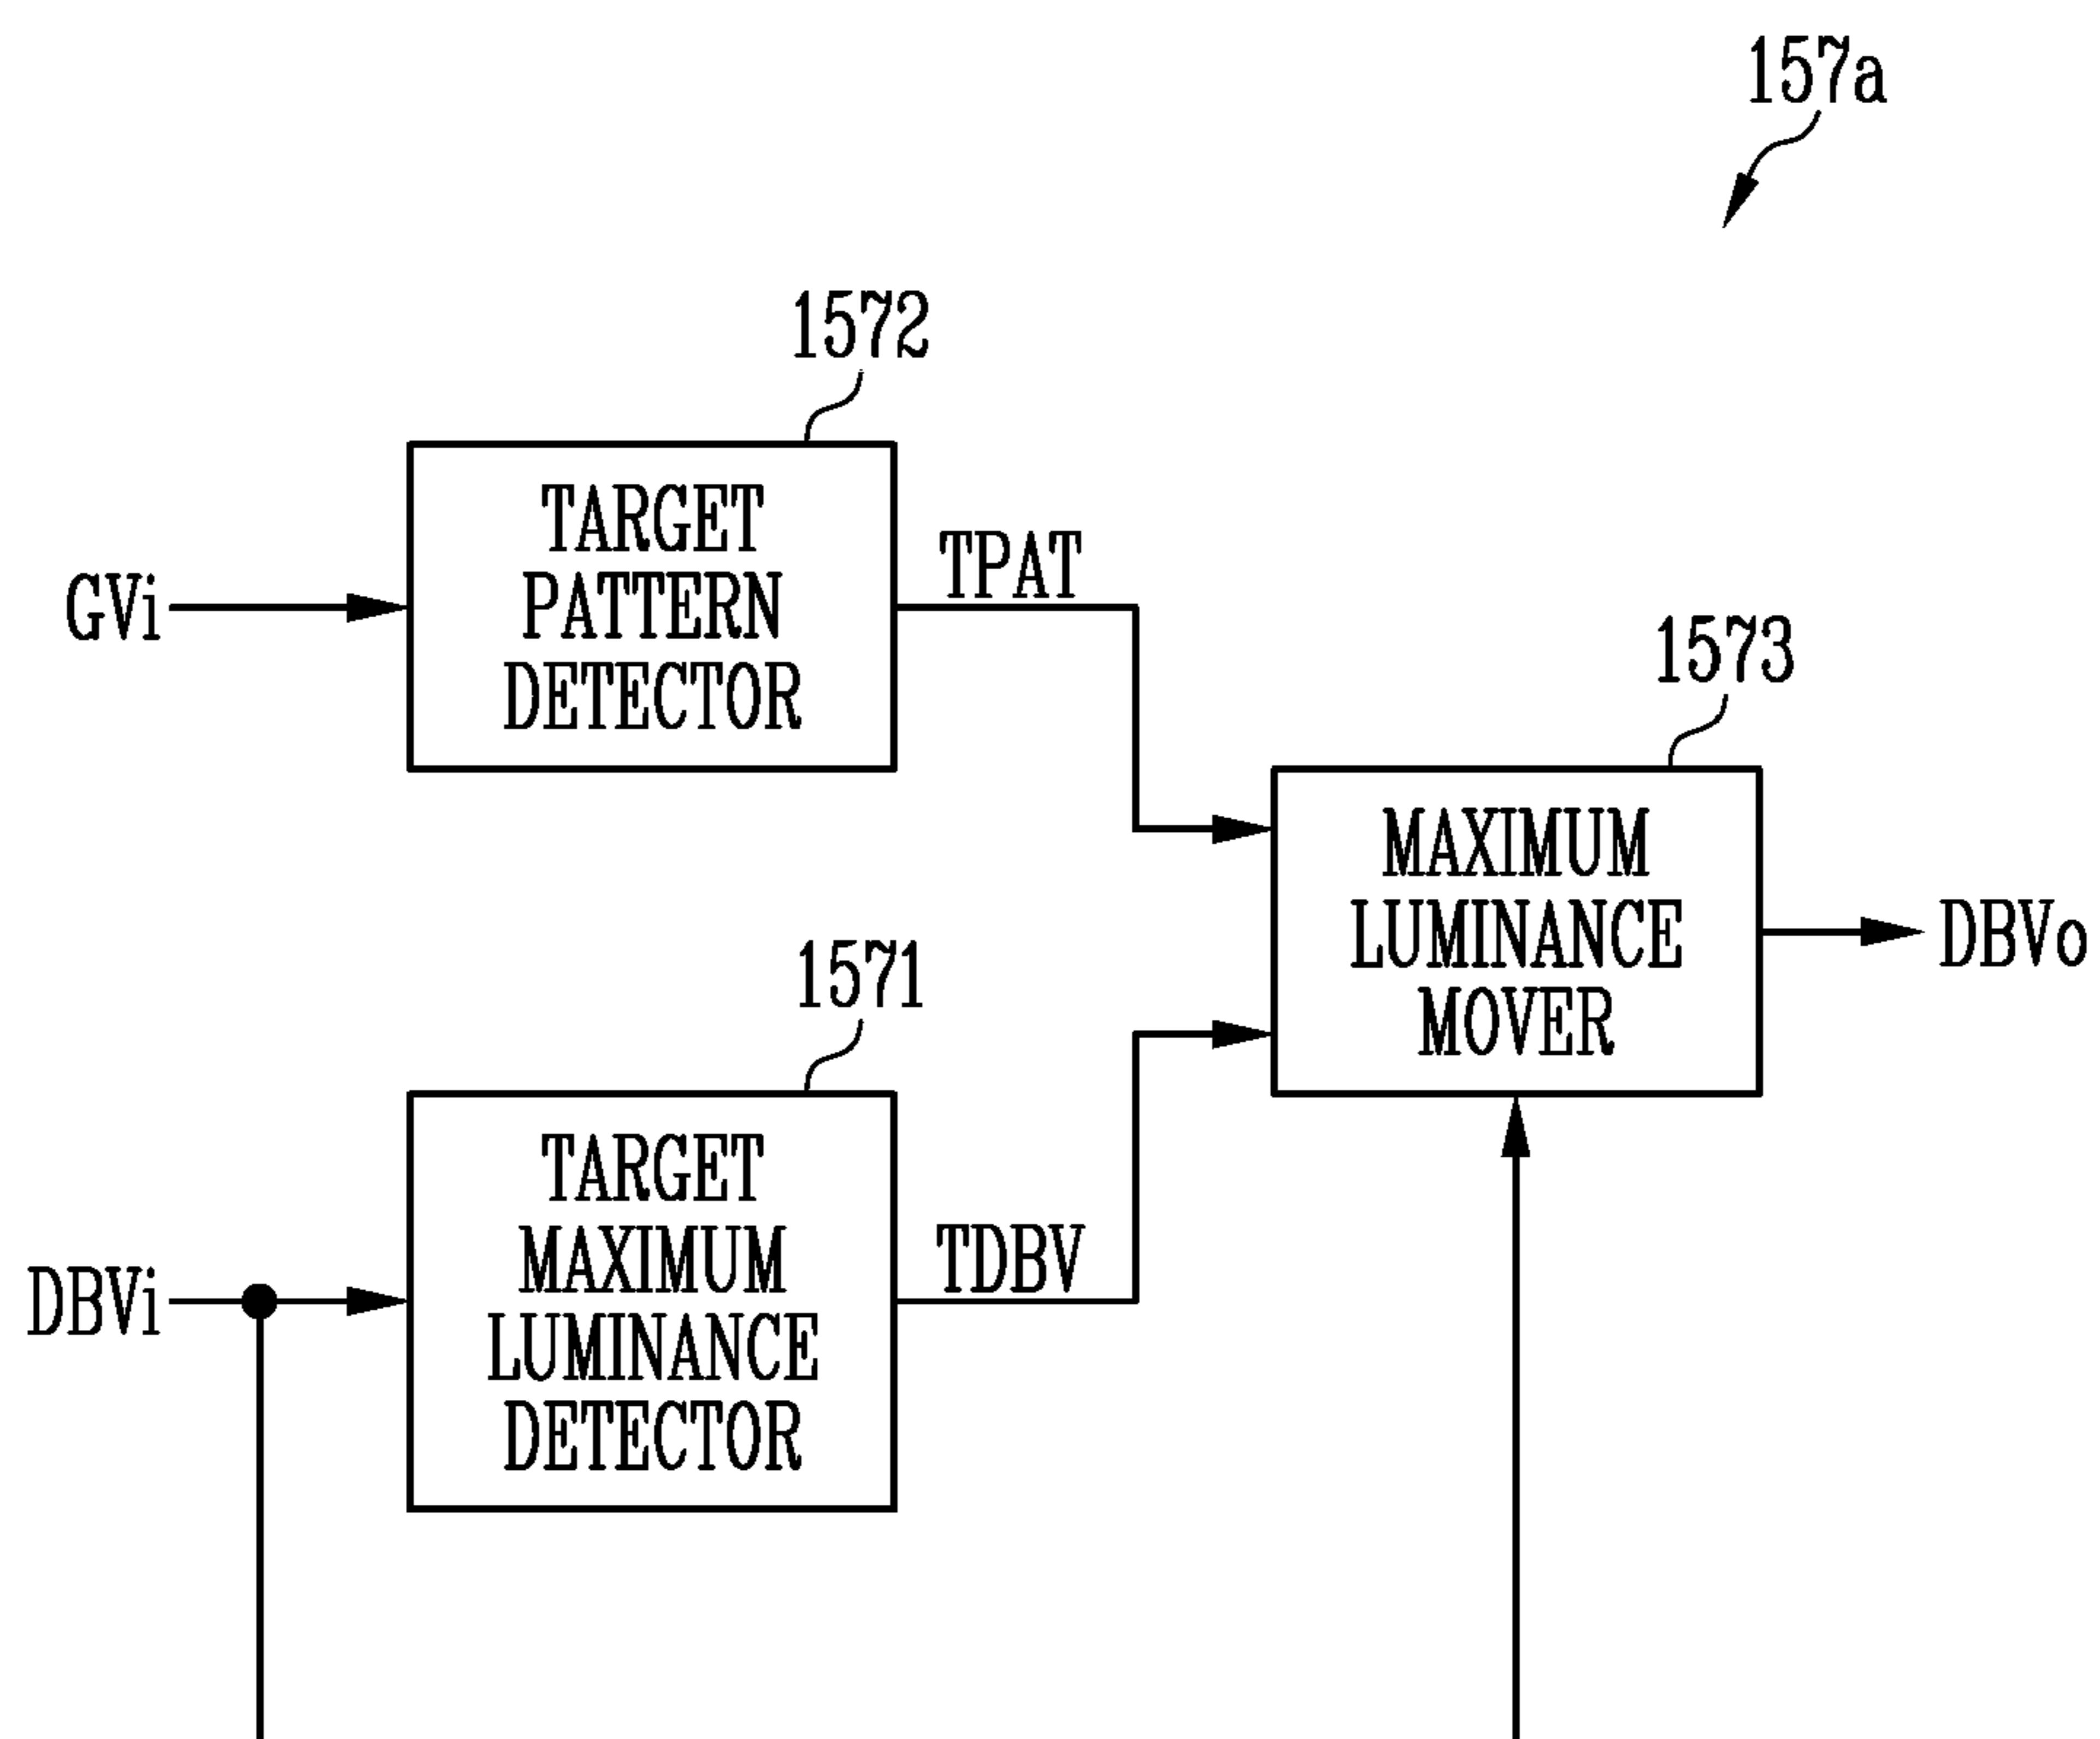 157a
1572
TARGET
PATTERN
DETECTOR
GVi
TPAT
1573
MAXIMUM
LUMINANCE
MOVER
DBVo
1571
TARGET
MAXIMUM
LUMINANCE
DETECTOR
DBVi
TDBV